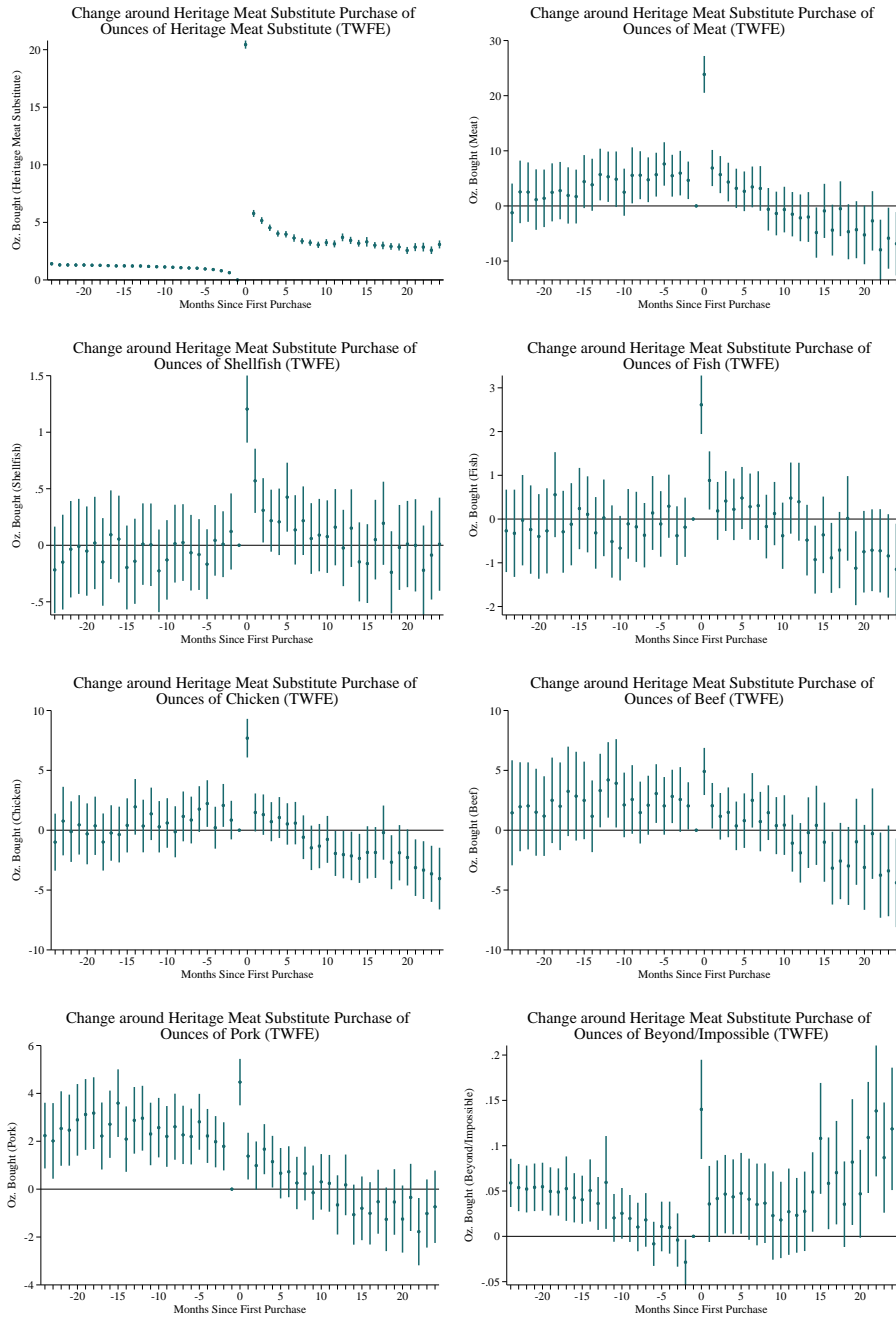 Change around Heritage Meat Substitute Purchase of
Ounces of Heritage Meat Substitute (TWFE)
20
15
10
5
0
Oz. Bought (Heritage Meat Substitute)
-20 -15 -10 -5 0 5 10 15 20
Months Since First Purchase
Change around Heritage Meat Substitute Purchase of
Ounces of Meat (TWFE)
30
20
10
0
-10
Oz. Bought (Meat)
-20 -15 -10 -5 0 5 10 15 20
Months Since First Purchase
Change around Heritage Meat Substitute Purchase of
Ounces of Shellfish (TWFE)
1.5
1
.5
0
-.5
Oz. Bought (Shellfish)
-20 -15 -10 -5 0 5 10 15 20
Months Since First Purchase
Change around Heritage Meat Substitute Purchase of
Ounces of Fish (TWFE)
3
2
1
0
-1
-2
Oz. Bought (Fish)
-20 -15 -10 -5 0 5 10 15 20
Months Since First Purchase
Change around Heritage Meat Substitute Purchase of
Ounces of Chicken (TWFE)
10
5
0
-5
-10
Oz. Bought (Chicken)
-20 -15 -10 -5 0 5 10 15 20
Months Since First Purchase
Change around Heritage Meat Substitute Purchase of
Ounces of Beef (TWFE)
10
5
0
-5
-10
Oz. Bought (Beef)
-20 -15 -10 -5 0 5 10 15 20
Months Since First Purchase
Change around Heritage Meat Substitute Purchase of
Ounces of Pork (TWFE)
6
4
2
0
-2
-4
Oz. Bought (Pork)
-20 -15 -10 -5 0 5 10 15 20
Months Since First Purchase
Change around Heritage Meat Substitute Purchase of
Ounces of Beyond/Impossible (TWFE)
.2
.15
.1
.05
0
-.05
Oz. Bought (Beyond/Impossible)
-20 -15 -10 -5 0 5 10 15 20
Months Since First Purchase